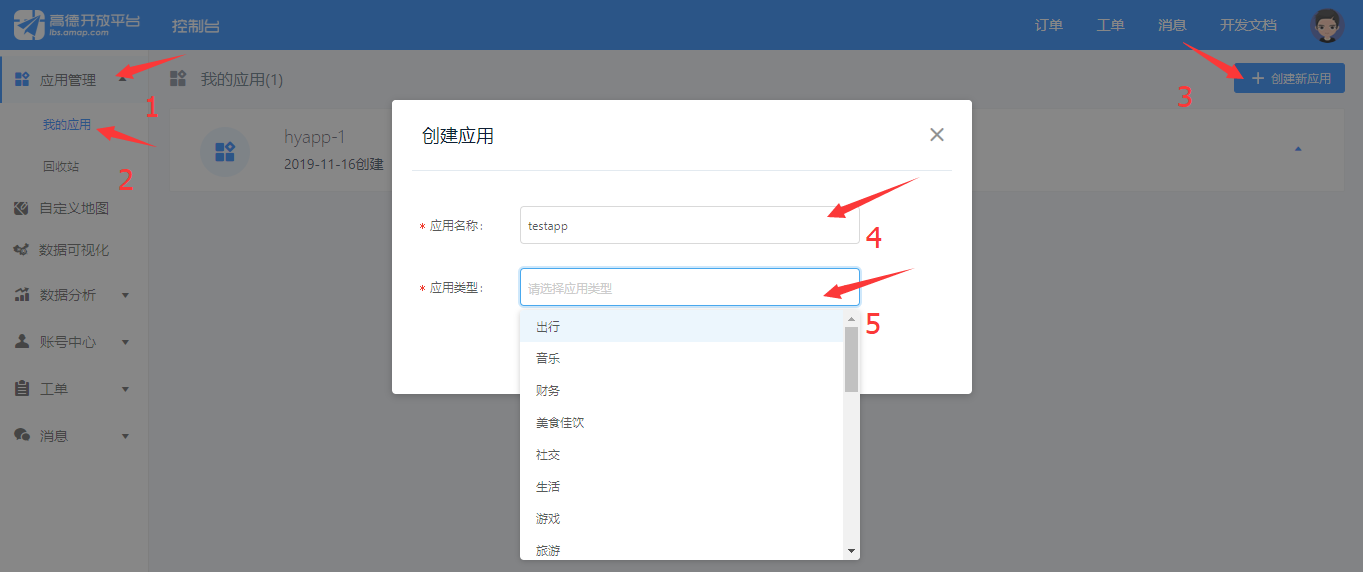 高德开放平台
lbs.amap.com
控制台
订单
工单
消息
开发文档
应用管理
1
我的应用
2
回收站
自定义地图
数据可视化
数据分析
账号中心
工单
消息
我的应用(1)
3
创建新应用
hyapp-1
2019-11-16创建
创建应用
* 应用名称：
testapp
4
* 应用类型：
请选择应用类型
5
出行
音乐
财务
美食佳饮
社交
生活
游戏
旅游